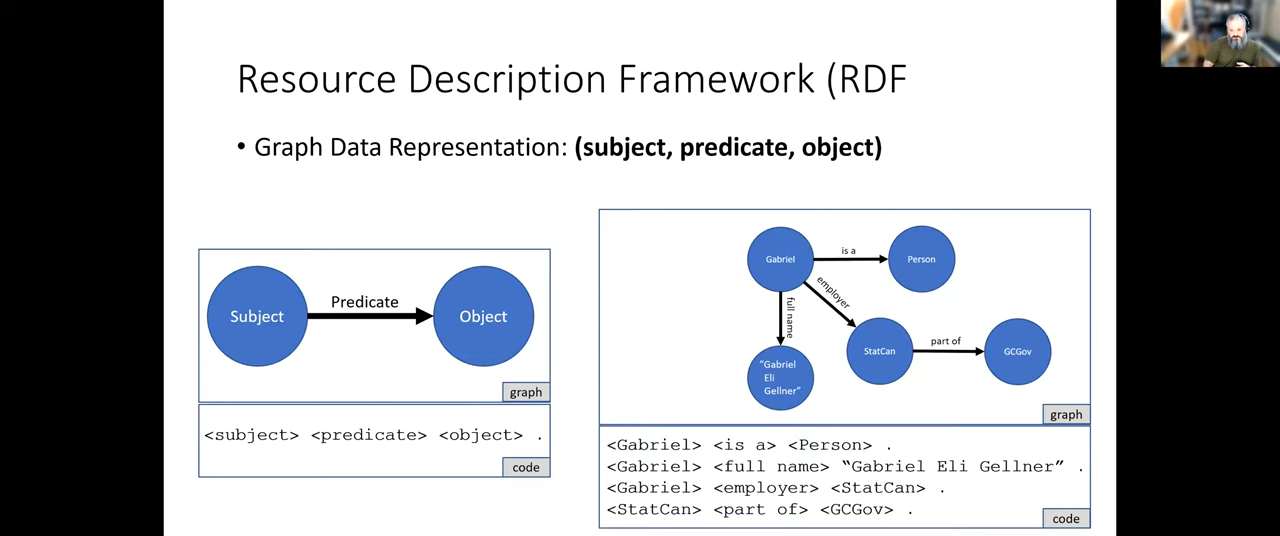 Resource Description Framework (RDF
• Graph Data Representation: (subject, predicate, object)
Subject
Predicate
Object
graph
<subject> <predicate> <object> .
code
Gabriel
is a
Person
employer
full name
StatCan
part of
GCGov
“Gabriel
Eli
Gellner”
graph
<Gabriel> <is a> <Person> .
<Gabriel> <full name> “Gabriel Eli Gellner” .
<Gabriel> <employer> <StatCan> .
<StatCan> <part of> <GCGov> .
code